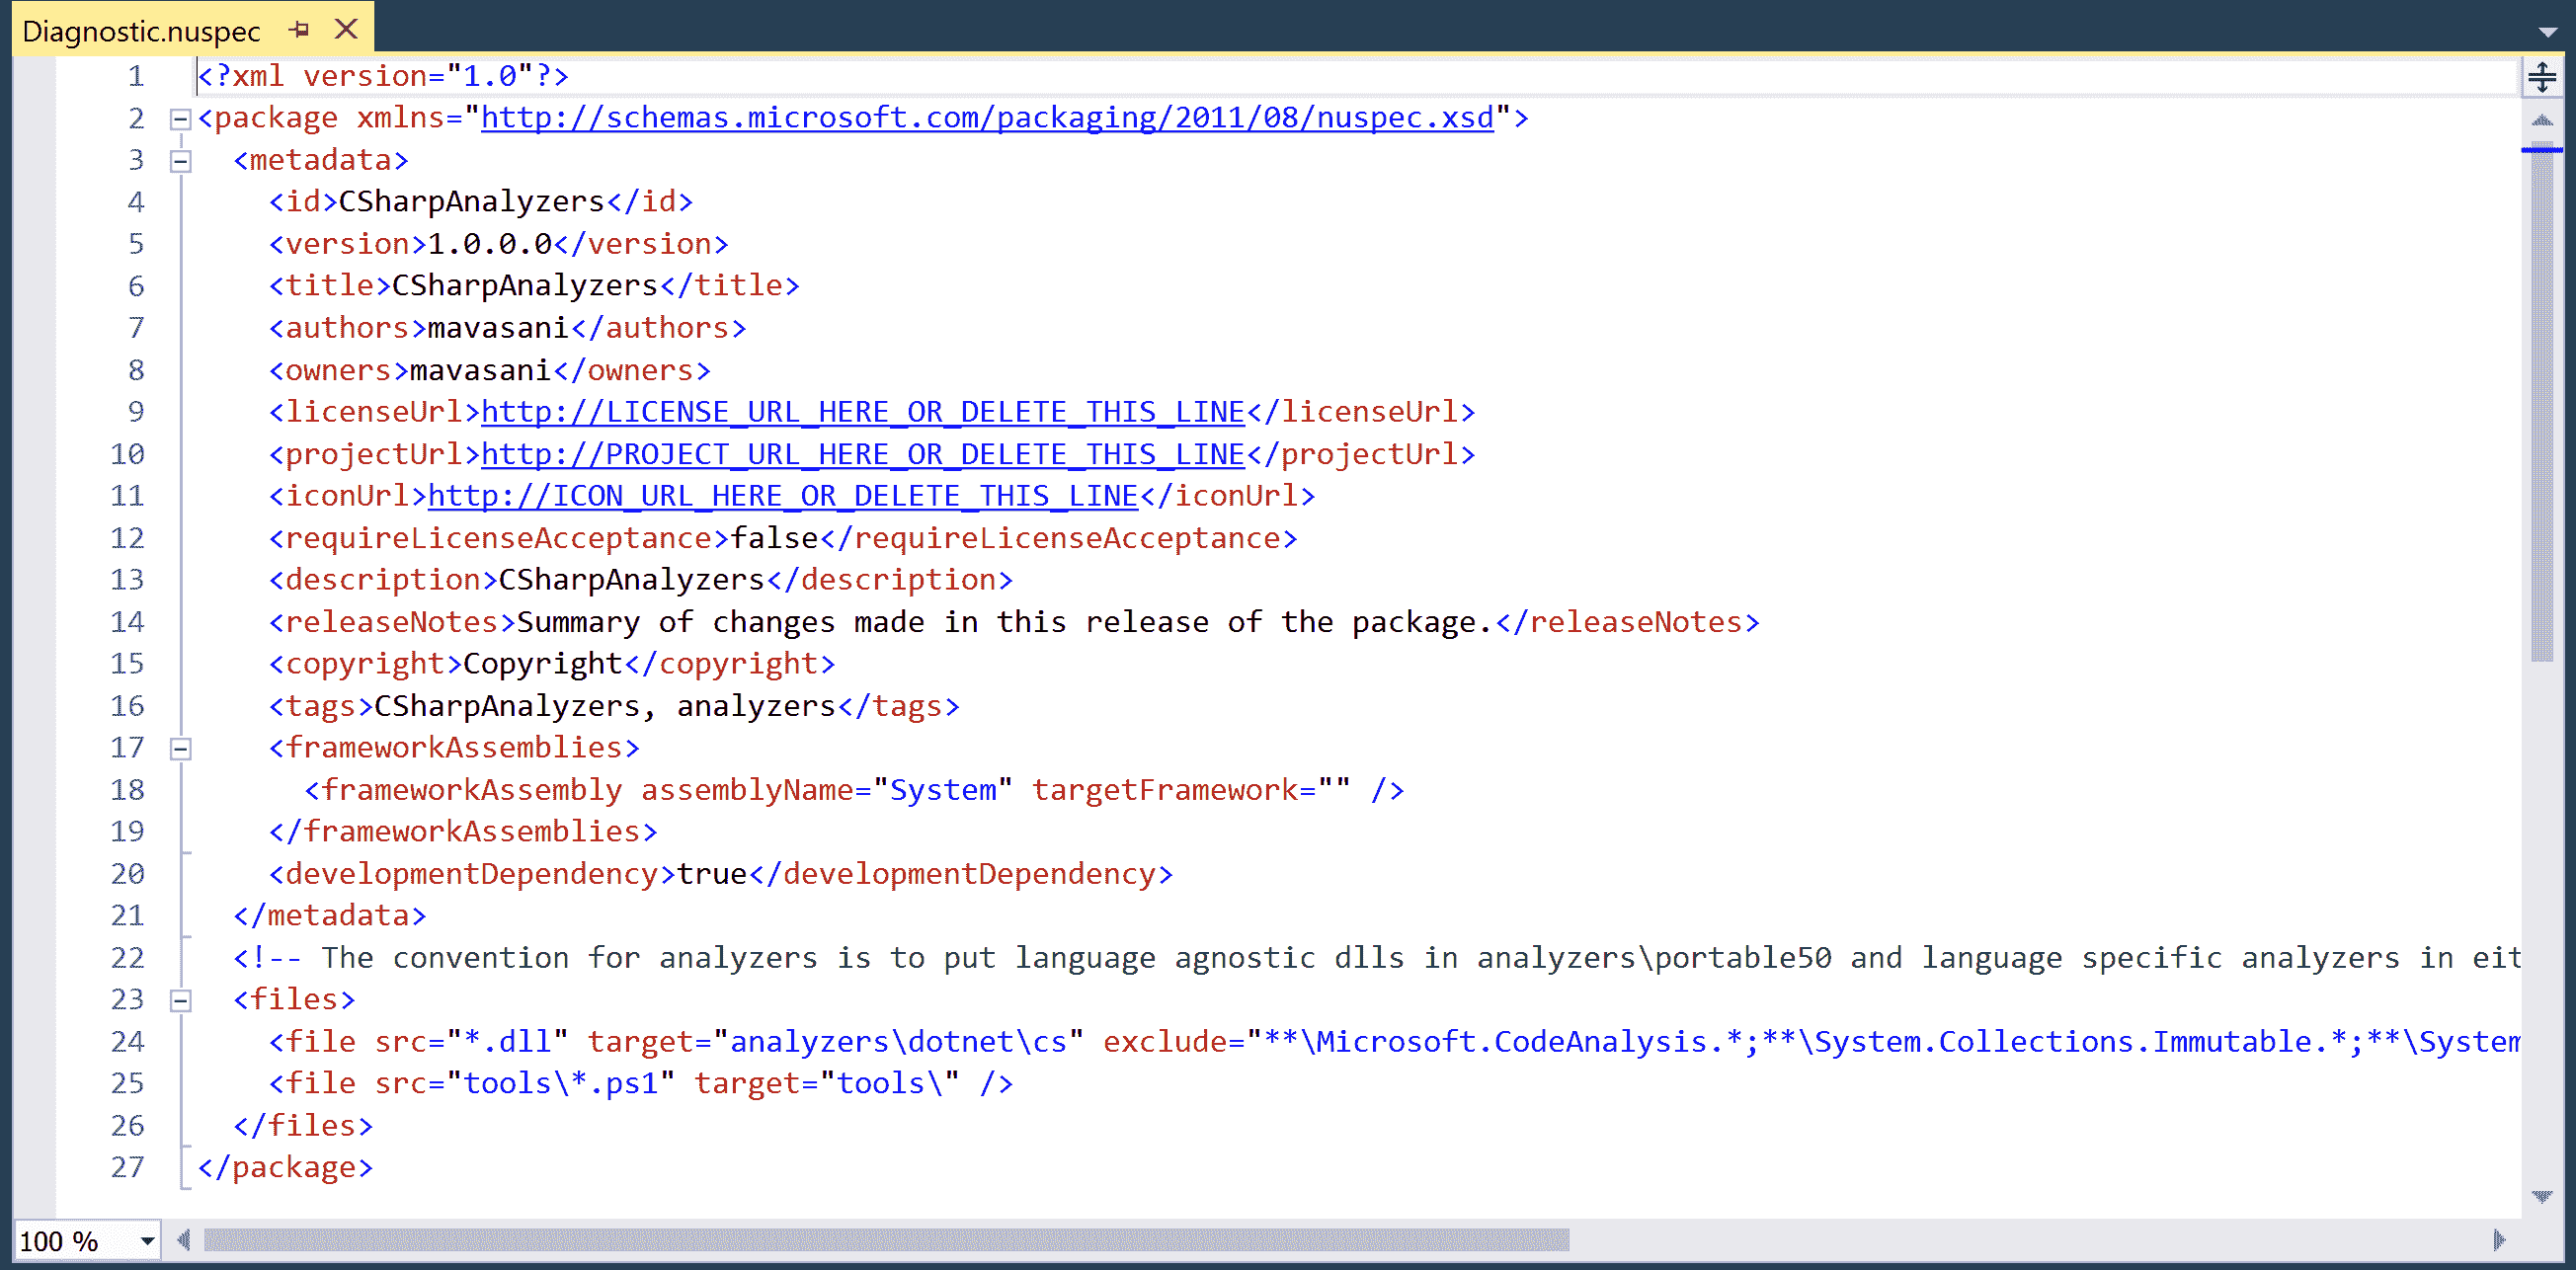 Diagnostic.nuspec
1 <?xml version="1.0"?>
2 <package xmlns="http://schemas.microsoft.com/packaging/2011/08/nuspec.xsd">
3 <metadata>
4 <id>CSharpAnalyzers</id>
5 <version>1.0.0.0</version>
6 <title>CSharpAnalyzers</title>
7 <authors>mavasani</authors>
8 <owners>mavasani</owners>
9 <licenseUrl>http://LICENSE_URL_HERE_OR_DELETE_THIS_LINE</licenseUrl>
10 <projectUrl>http://PROJECT_URL_HERE_OR_DELETE_THIS_LINE</projectUrl>
11 <iconUrl>http://ICON_URL_HERE_OR_DELETE_THIS_LINE</iconUrl>
12 <requireLicenseAcceptance>false</requireLicenseAcceptance>
13 <description>CSharpAnalyzers</description>
14 <releaseNotes>Summary of changes made in this release of the package.</releaseNotes>
15 <copyright>Copyright</copyright>
16 <tags>CSharpAnalyzers, analyzers</tags>
17 <frameworkAssemblies>
18 <frameworkAssembly assemblyName="System" targetFramework="" />
19 </frameworkAssemblies>
20 <developmentDependency>true</developmentDependency>
21 </metadata>
22 <!-- The convention for analyzers is to put language agnostic dlls in analyzers\portable50 and language specific analyzers in eit
23 <files>
24 <file src="*.dll" target="analyzers\dotnet\cs" exclude="**\Microsoft.CodeAnalysis.*;**\System.Collections.Immutable.*;**\System
25 <file src="tools\*.ps1" target="tools\" />
26 </files>
27 </package>
100 %